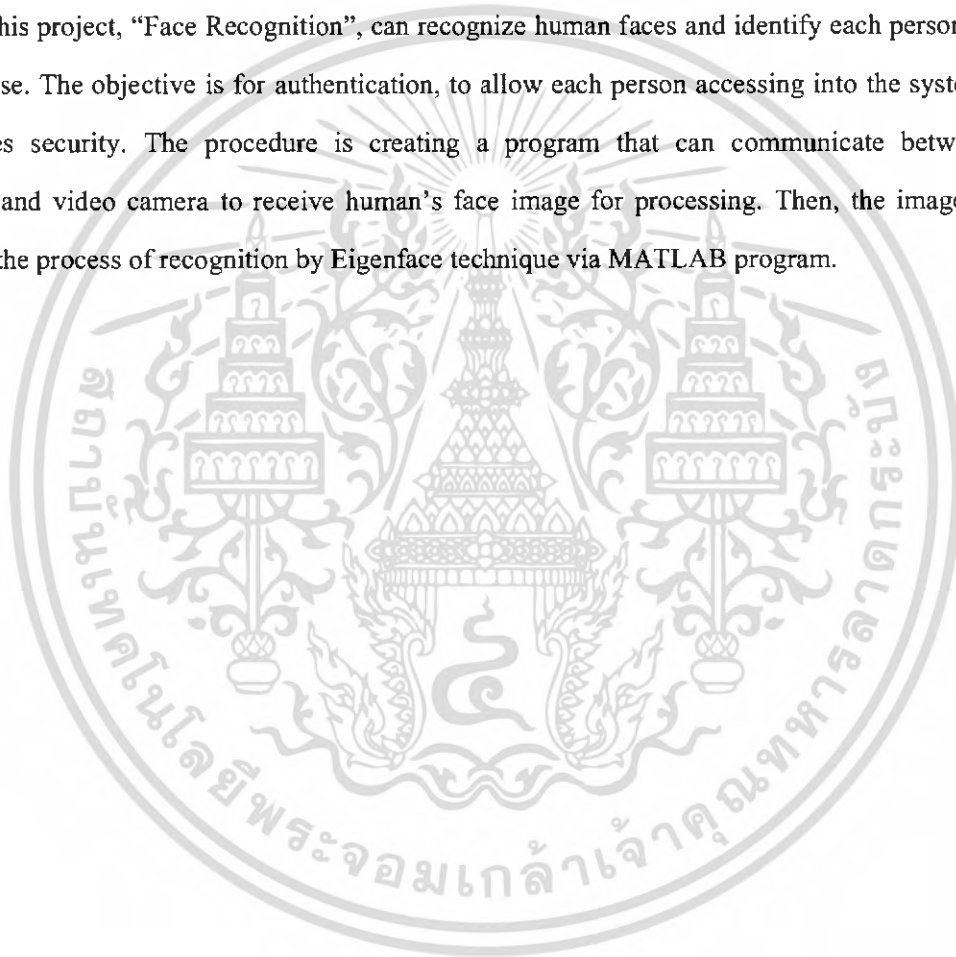 his project, “Face Recognition”, can recognize human faces and identify each person
se. The objective is for authentication, to allow each person accessing into the syste
es security. The procedure is creating a program that can communicate betw
and video camera to receive human’s face image for processing. Then, the image
the process of recognition by Eigenface technique via MATLAB program.
สถาบันเทคโนโลยีพระจอมเกล้าเจ้าคุณทหารลาดกระบัง